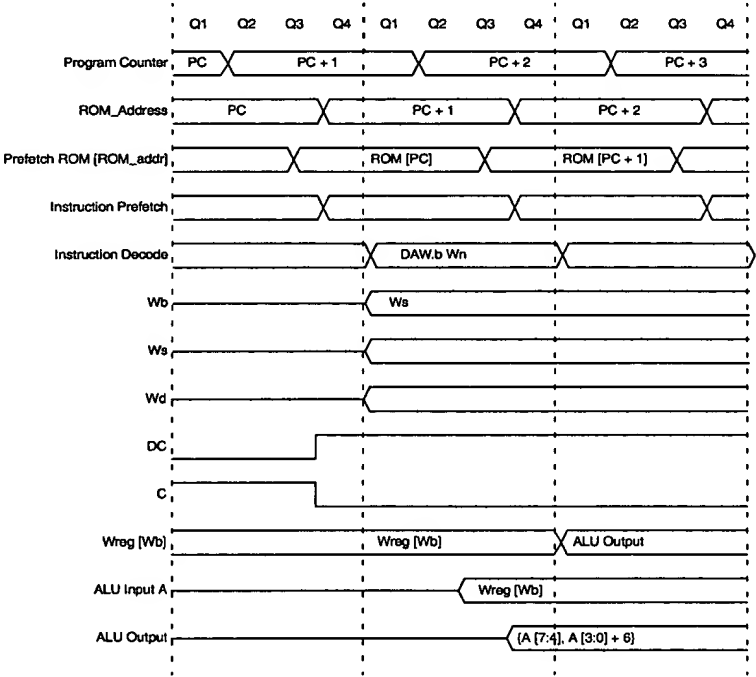 Q1 Q2 Q3 Q4 Q1 Q2 Q3 Q4 Q1 Q2 Q3 Q4
Program Counter PC PC + 1 PC + 2 PC + 3
ROM_Address PC PC + 1 PC + 2
Prefetch ROM [ROM_addr] ROM [PC] ROM [PC + 1]
Instruction Prefetch
Instruction Decode DAW.b Wn
Wb Ws
Ws
Wd
DC
C
Wreg [Wb] Wreg [Wb] ALU Output
ALU Input A Wreg [Wb]
ALU Output {A [7:4], A [3:0] + 6}